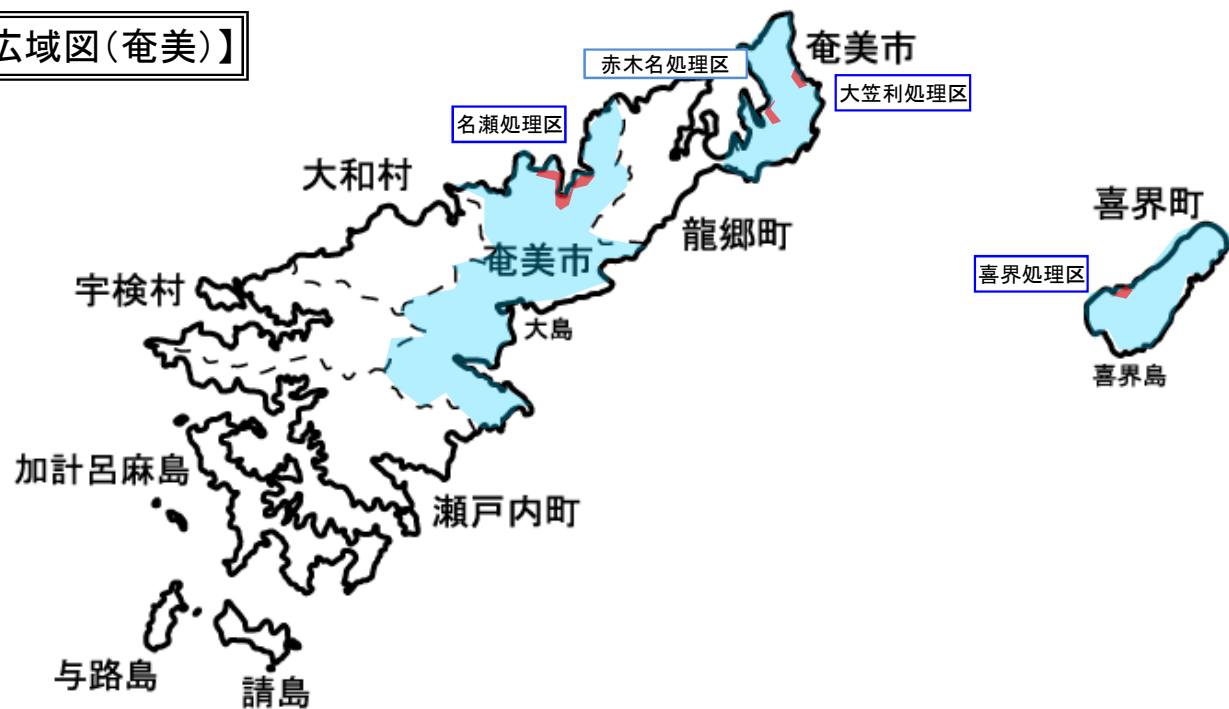 広域図（奄美）】
奄美市
赤木名処理区
大笠利処理区
名瀬処理区
大和村
喜界町
龍郷町
奄美市
喜界処理区
宇検村
大島
喜界島
加計呂麻島
瀬戸内町
与路島
請島